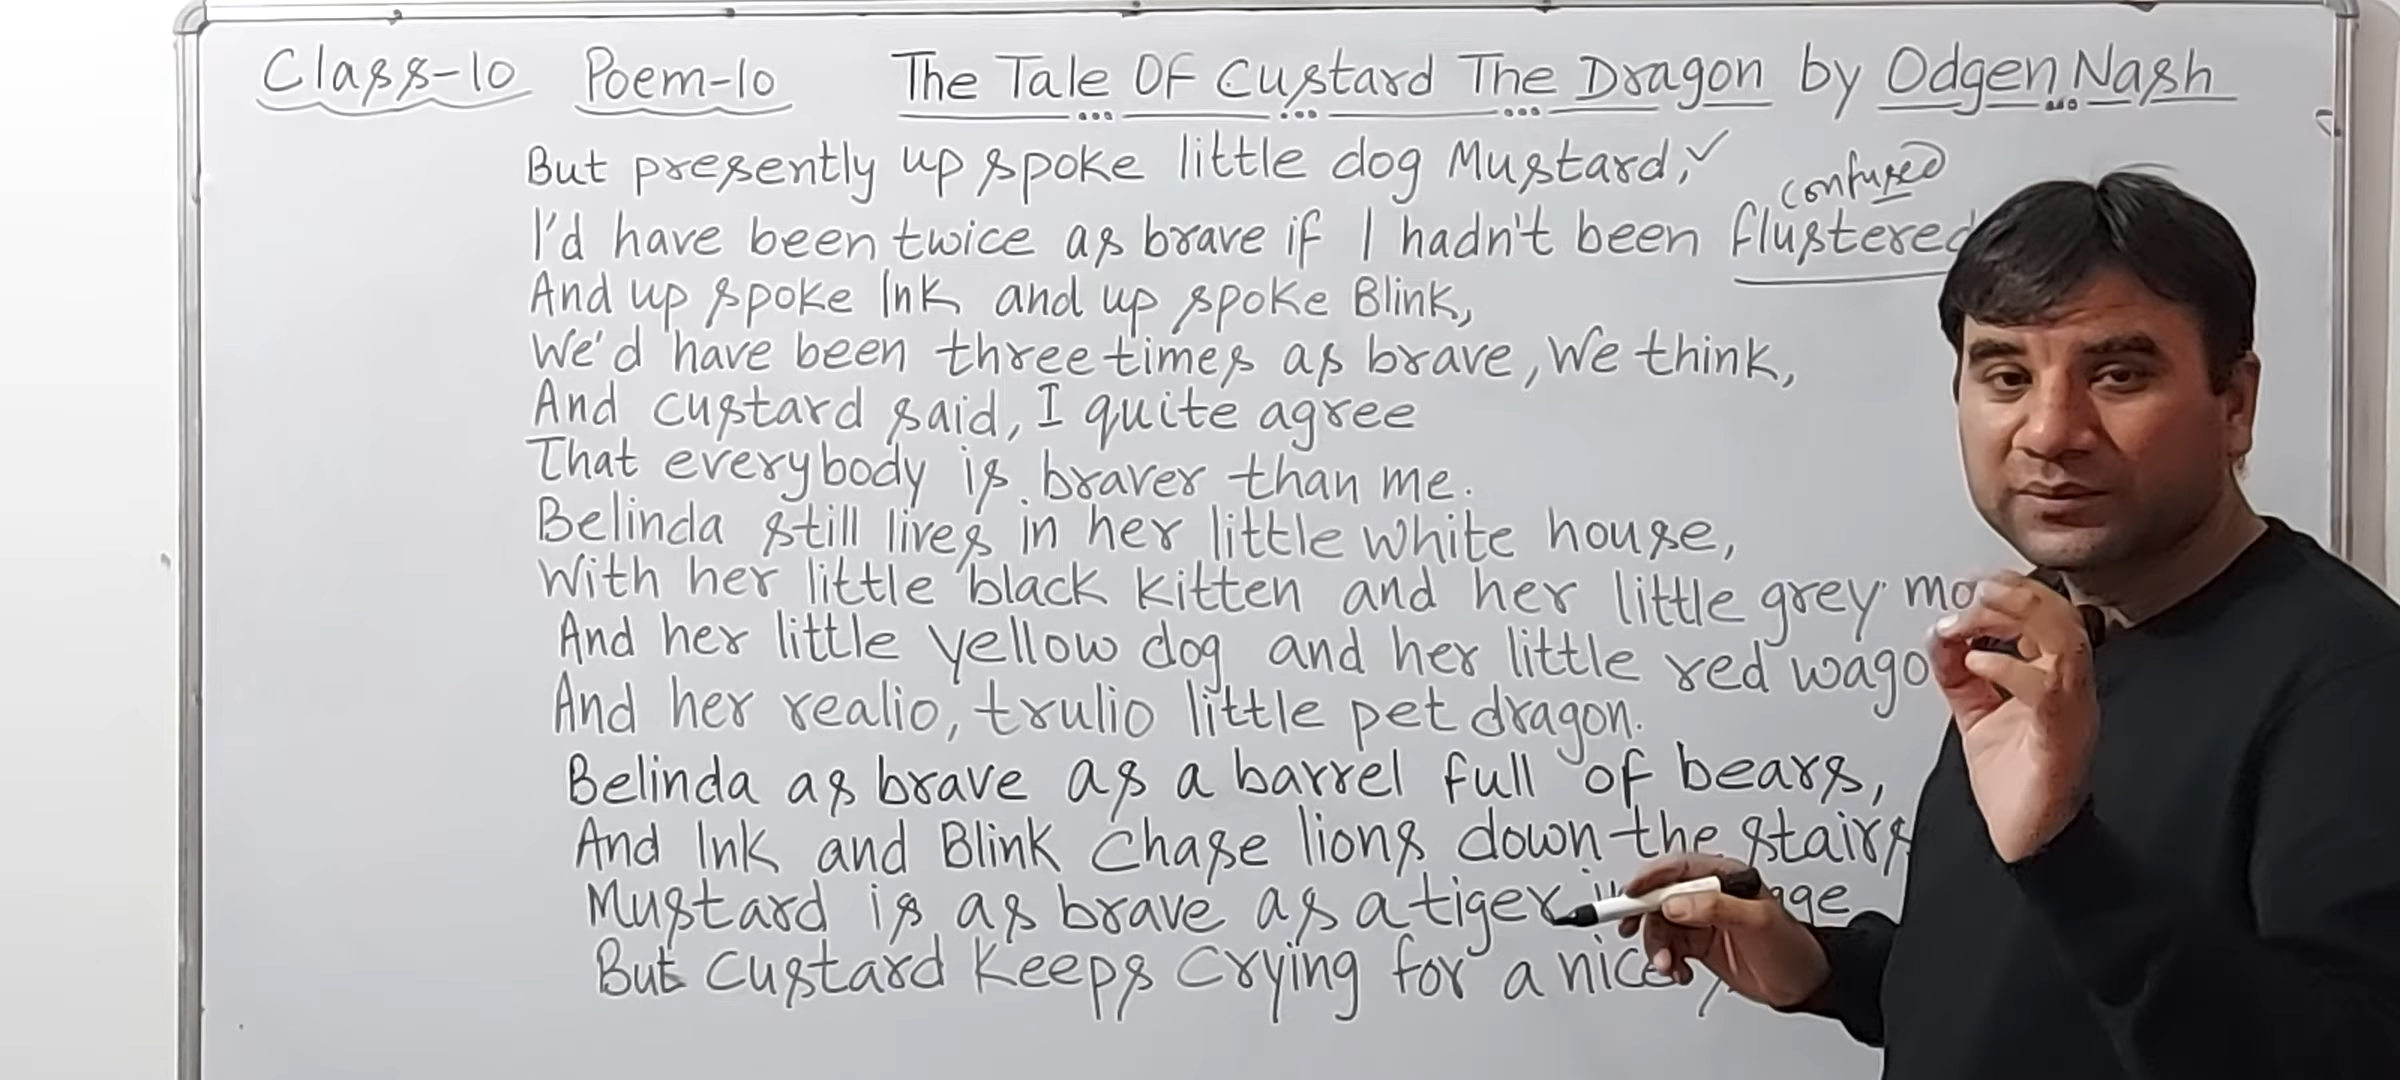 Class-10 Poem-10 The Tale Of Custard The Dragon by Odgen Nash
But presently up spoke little dog Mustard,
confused
I'd have been twice as brave if I hadn't been flustered
And up spoke Ink and up spoke Blink,
We'd have been three times as brave, We think,
And custard said, I quite agree
That everybody is braver than me.
Belinda still lives in her little white house,
With her little black kitten and her little grey
And her little yellow dog and her little red
And her realio, trulio little pet dragon.
Belinda as brave as a barrel full of bears,
And Ink and Blink Chase lions down the stairs
Mustard is as brave as a tiger
But Custard Keeps Crying for a nice